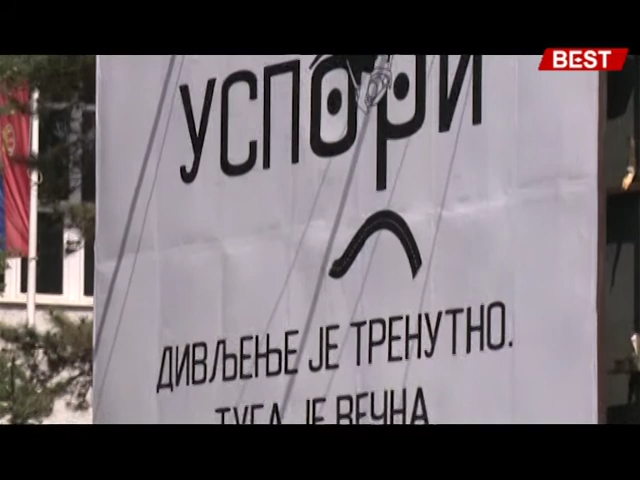 BEST
УСПОРИ
ДИВЉЕЊЕ ЈЕ ТРЕНУТНО.
ТУГА ЈЕ ВЕЧНА